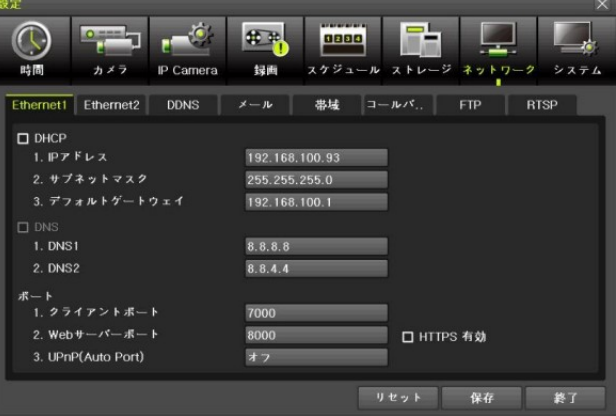 設定
時間 カメラ IP Camera 録画 スケジュール ストレージ ネットワーク システム
Ethernet1 Ethernet2 DDNS メール 帯域 コールバ.. FTP RTSP
DHCP
1. IPアドレス 192.168.100.93
2. サブネットマスク 255.255.255.0
3. デフォルトゲートウェイ 192.168.100.1
DNS
1. DNS1 8.8.8.8
2. DNS2 8.8.4.4
ポート
1. クライアントポート 7000
2. Webサーバーポート 8000 HTTPS 有効
3. UPnP(Auto Port) オフ
リセット 保存 終了